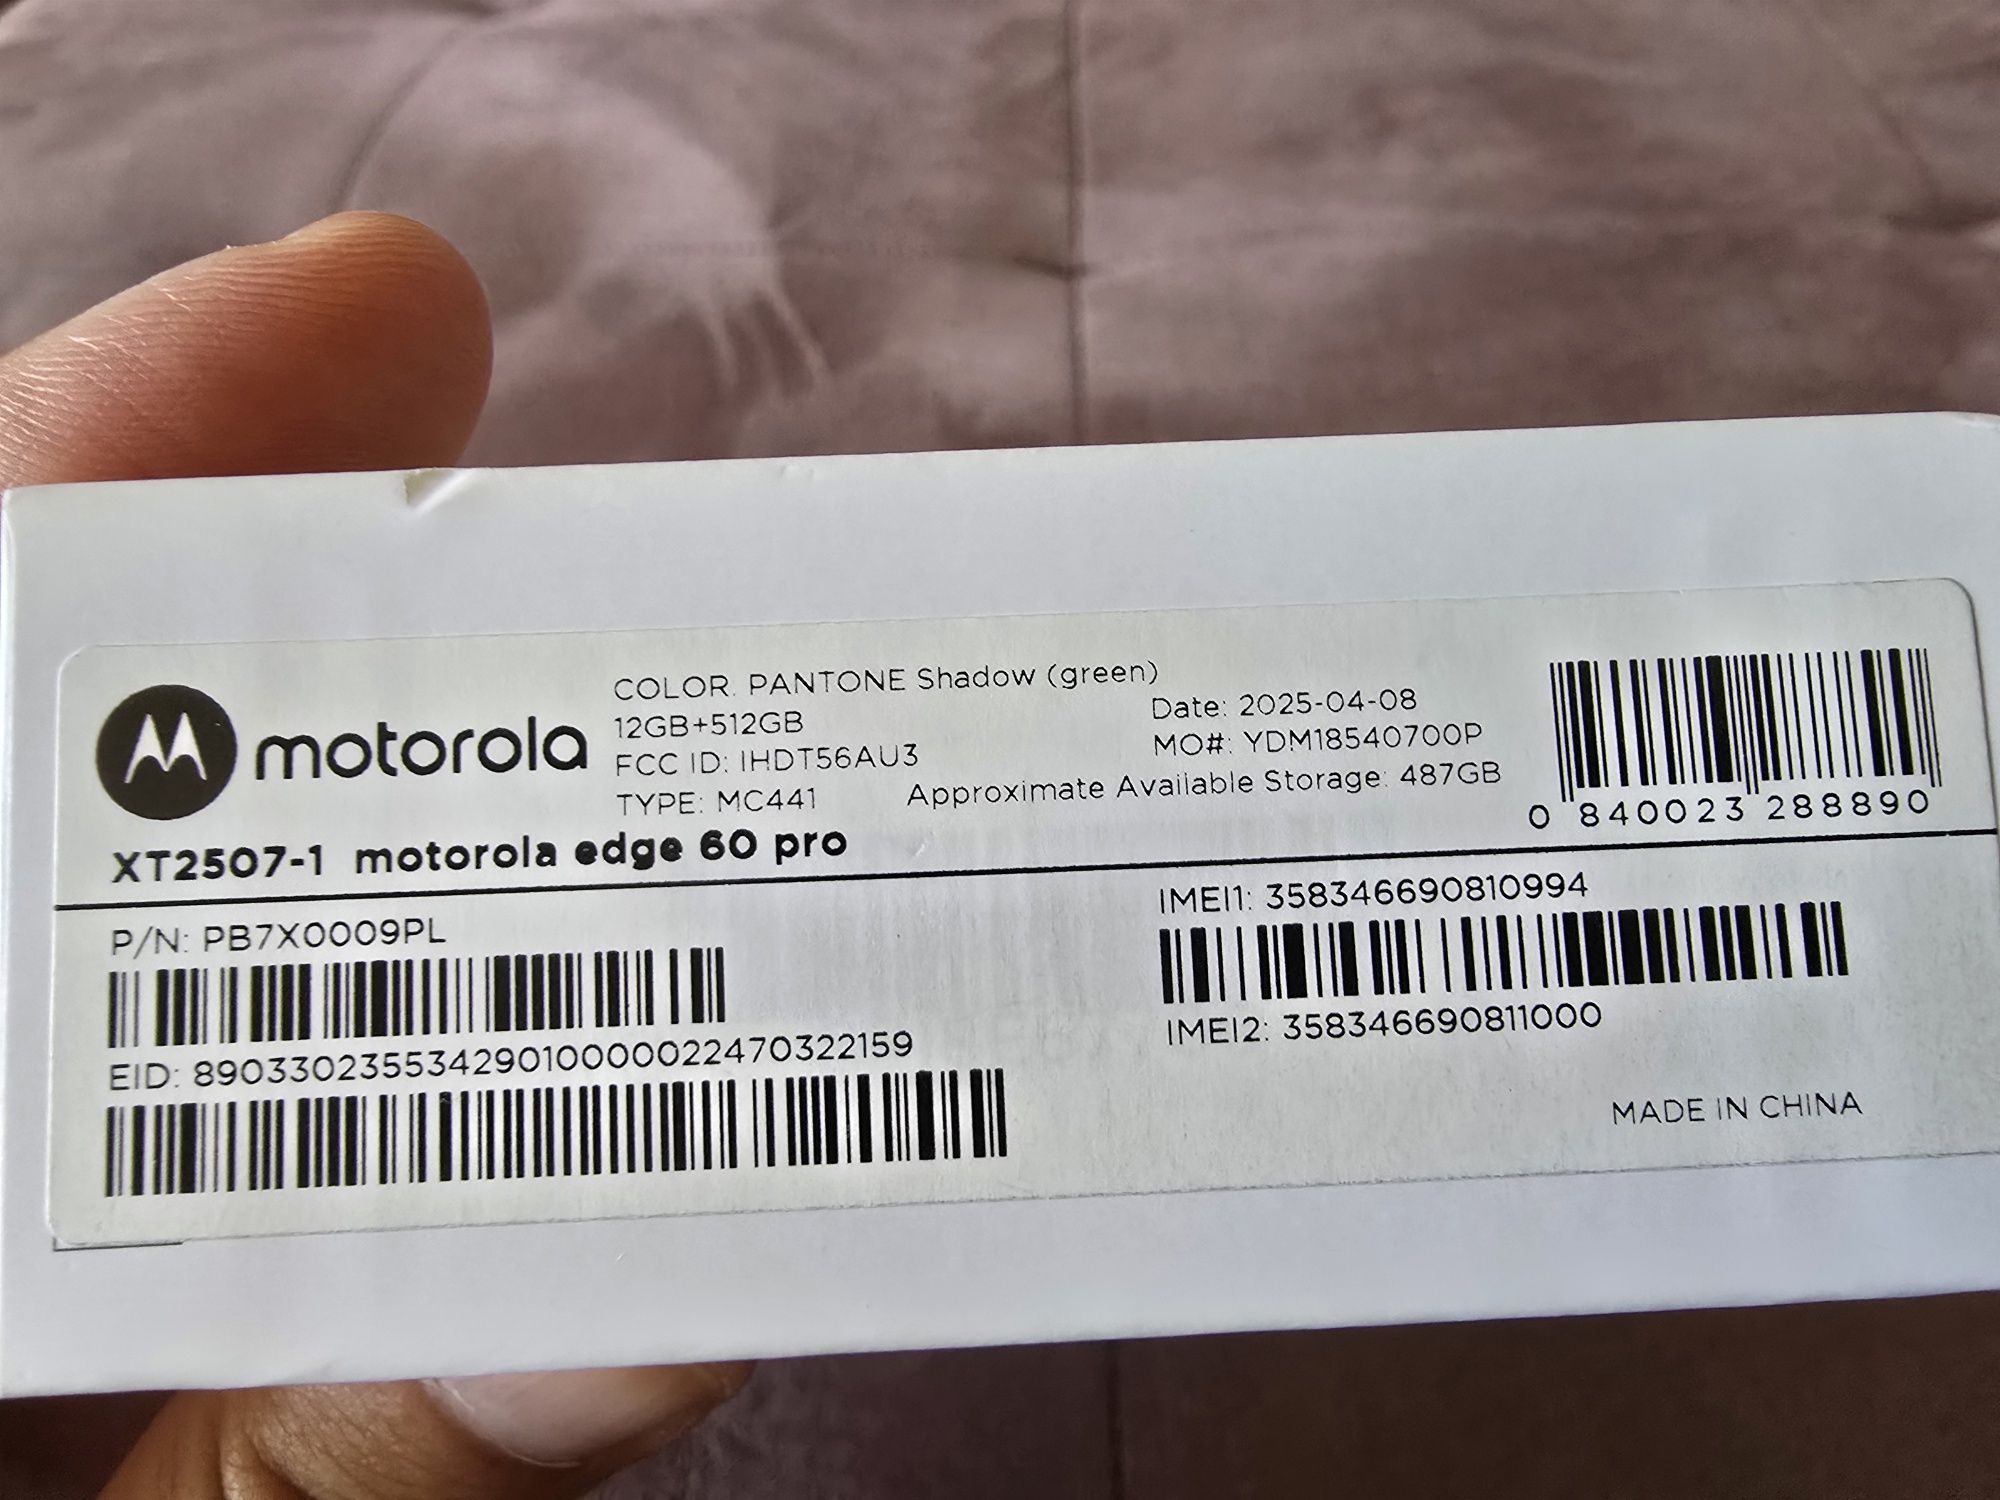 motorola
COLOR. PANTONE Shadow (green)
12GB+512GB
FCC ID: IHDT56AU3
TYPE: MC441
Date: 2025-04-08
MO#: YDM18540700P
Approximate Available Storage: 487GB
0 840023 288890
XT2507-1 motorola edge 60 pro
P/N: PB7X0009PL
EID: 89033023553429010000022470322159
IMEI1: 358346690810994
IMEI2: 358346690811000
MADE IN CHINA